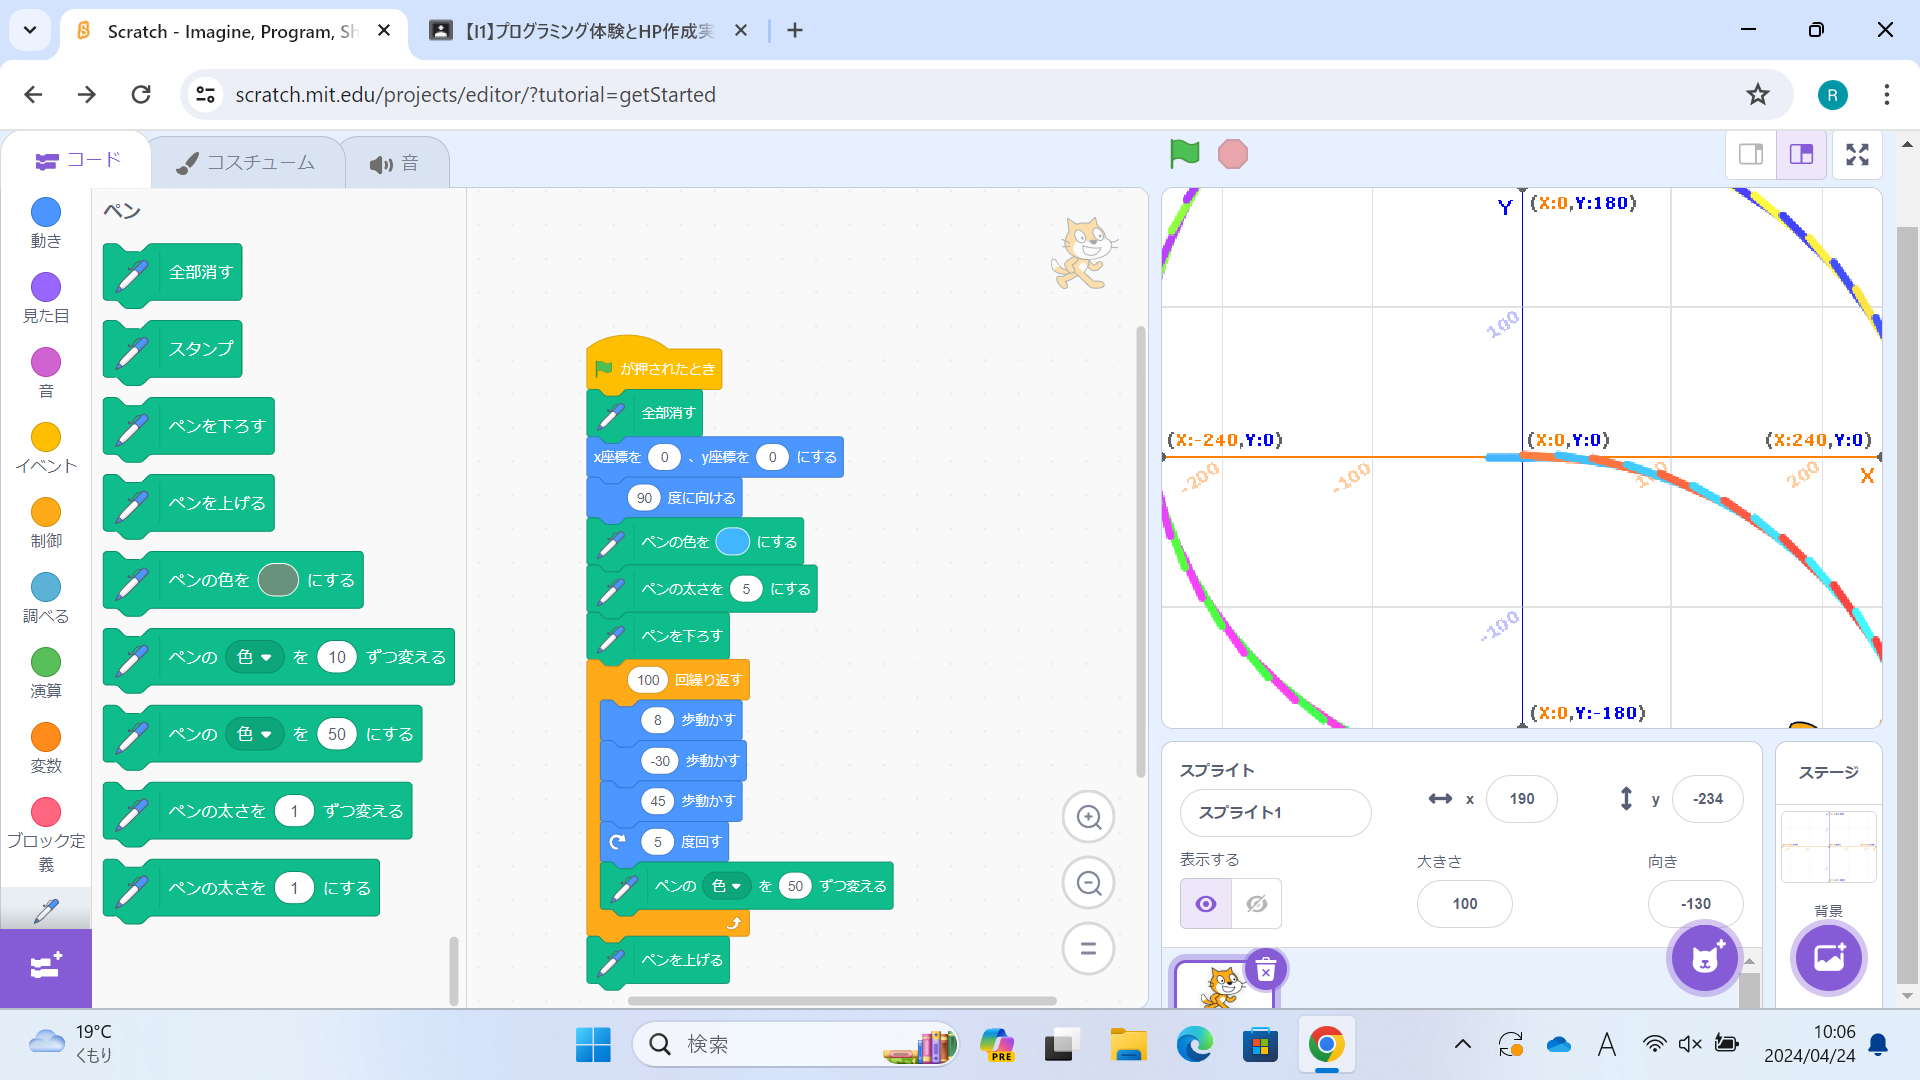 Scratch - Imagine, Program, Sh
【I1】プログラミング体験とHP作成実
scratch.mit.edu/projects/editor/?tutorial=getStarted
R
コード
コスチューム
音
動き
見た目
音
イベント
制御
調べる
演算
変数
ブロック定
義
ペン
全部消す
スタンプ
ペンを下ろす
ペンを上げる
ペンの色を にする
ペンの 色 を 10 ずつ変える
ペンの 色 を 50 にする
ペンの太さを 1 ずつ変える
ペンの太さを 1 にする
が押されたとき
全部消す
x座標を 0 、y座標を 0 にする
90 度に向ける
ペンの色を にする
ペンの太さを 5 にする
ペンを下ろす
100 回繰り返す
8 歩動かす
-30 歩動かす
45 歩動かす
5 度回す
ペンの 色 を 50 ずつ変える
ペンを上げる
Y (X:0,Y:180)
100
(X:-240,Y:0) (X:0,Y:0) (X:240,Y:0)
-200 -100 200 X
-100
(X:0,Y:-180)
スプライト
スプライト1
x 190
y -234
表示する
大きさ
向き
100
-130
ステージ
背景
19°C
くもり
検索
PRE
A
10:06
2024/04/24